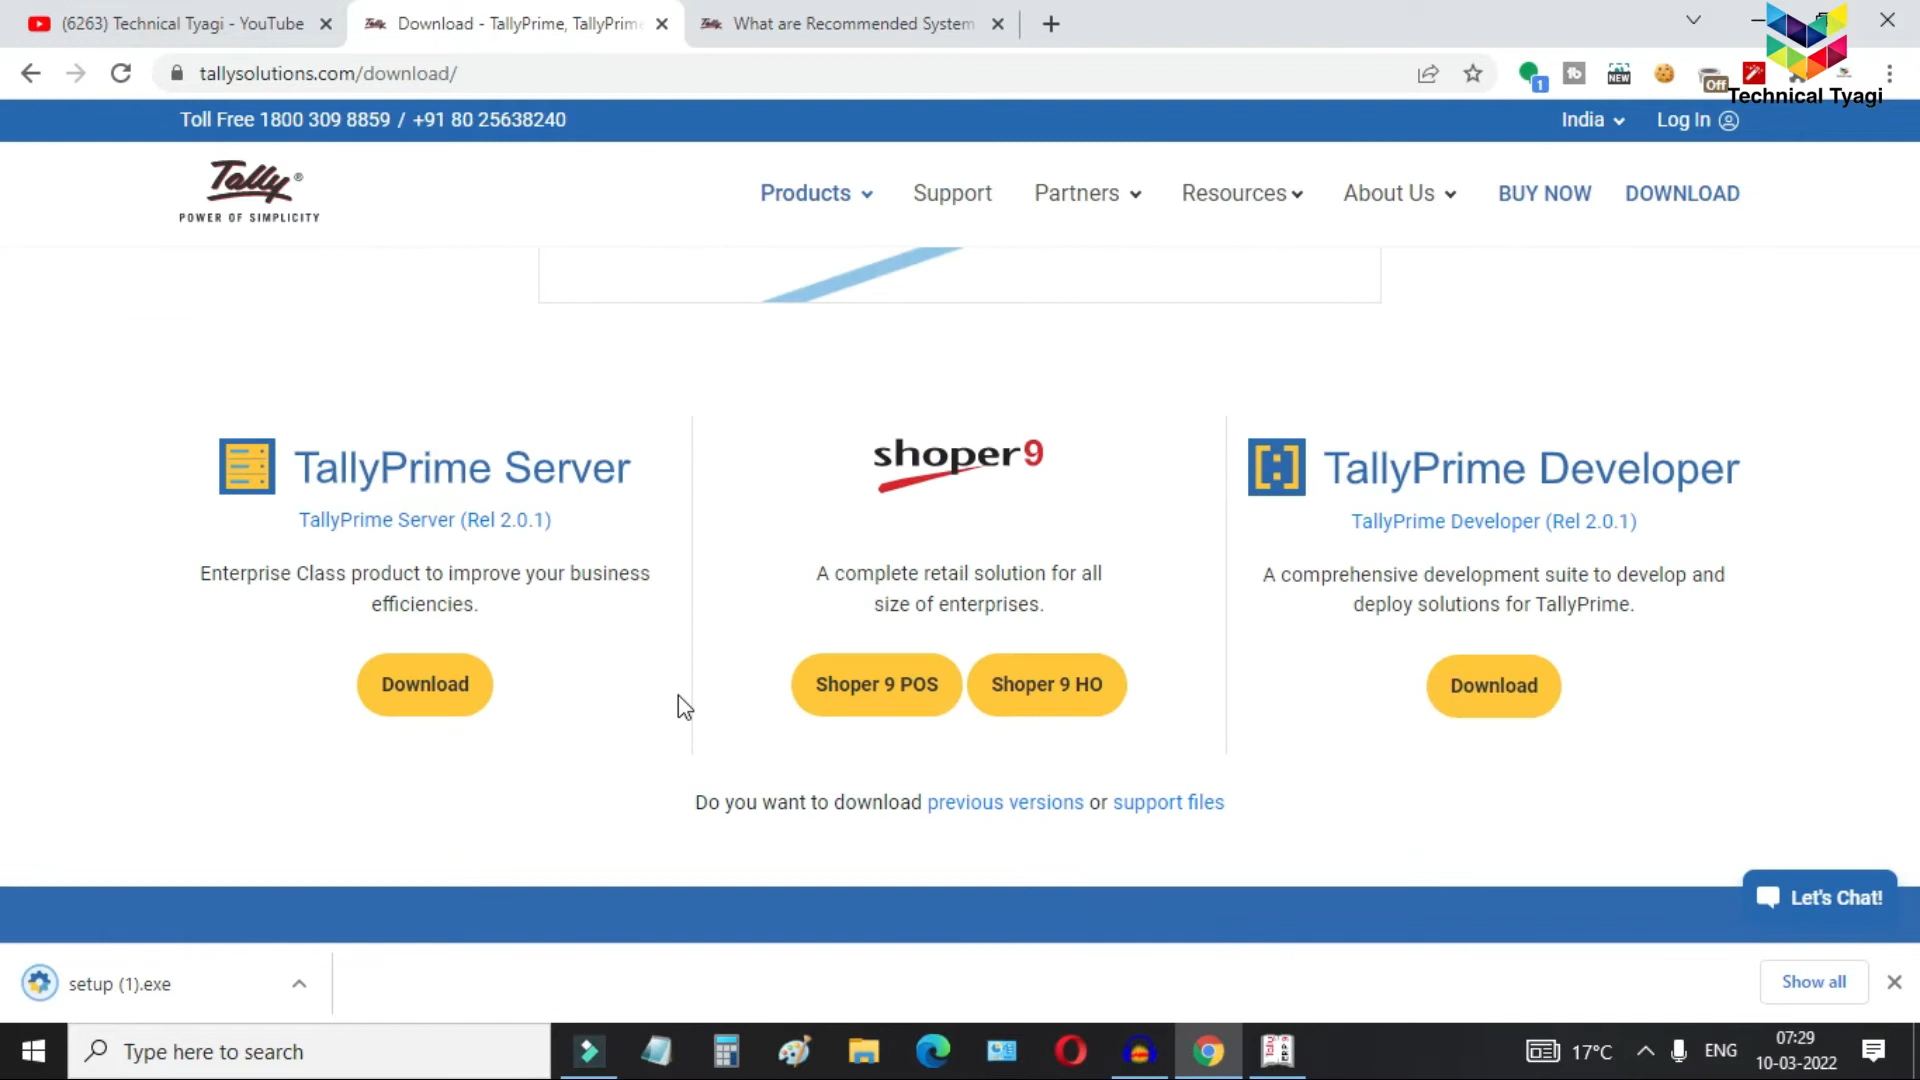 (6263) Technical Tyagi - YouTube
Download - TallyPrime, TallyPrime
What are Recommended System
tallysolutions.com/download/
1
NEW
Off
Technical Tyagi
Toll Free 1800 309 8859 / +91 80 25638240
India
Log In
Tally®
POWER OF SIMPLICITY
Products
Support
Partners
Resources
About Us
BUY NOW
DOWNLOAD
TallyPrime Server
TallyPrime Server (Rel 2.0.1)
Enterprise Class product to improve your business
efficiencies.
Download
shoper9
A complete retail solution for all
size of enterprises.
Shoper 9 POS
Shoper 9 HO
TallyPrime Developer
TallyPrime Developer (Rel 2.0.1)
A comprehensive development suite to develop and
deploy solutions for TallyPrime.
Download
Do you want to download previous versions or support files
Let's Chat!
setup (1).exe
Show all
Type here to search
17°C
ENG
07:29
10-03-2022